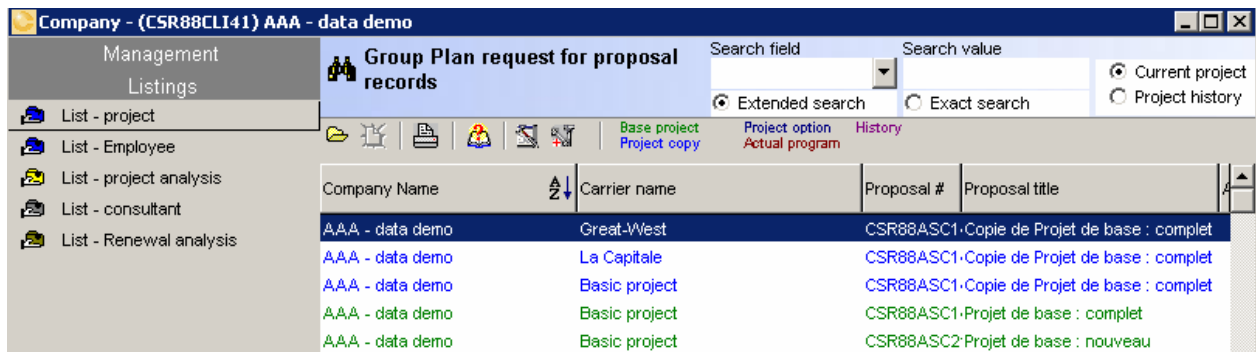 Company - (CSR88CLI41) AAA - data demo
Management
Listings
List - project
List - Employee
List - project analysis
List - consultant
List - Renewal analysis
Group Plan request for proposal
records
Search field
Search value
Extended search
Exact search
Current project
Project history
Base project
Project option
History
Project copy
Actual program
Company Name
Carrier name
Proposal #
Proposal title
AAA - data demo Great-West CSR88ASC1 Copie de Projet de base : complet
AAA - data demo La Capitale CSR88ASC1 Copie de Projet de base : complet
AAA - data demo Basic project CSR88ASC1 Copie de Projet de base : complet
AAA - data demo Basic project CSR88ASC1 Projet de base : complet
AAA - data demo Basic project CSR88ASC2 Projet de base : nouveau